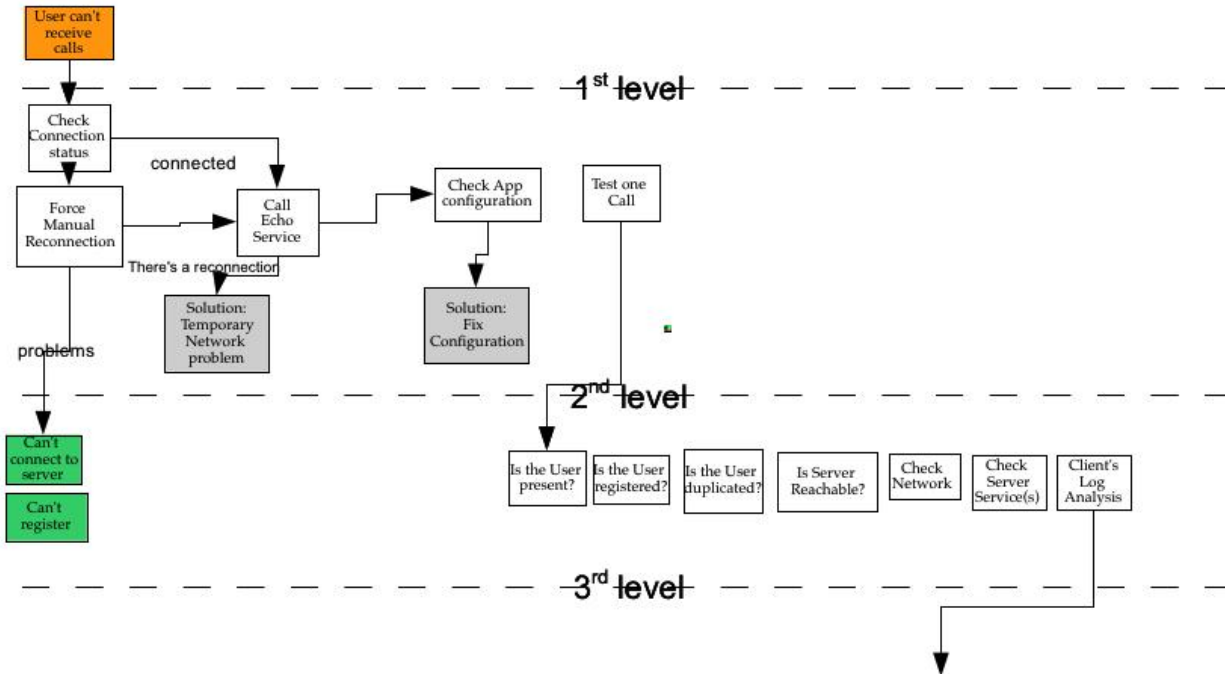 User can't
receive
calls
1st level
Check
Connection
status
connected
Force
Manual
Reconnection
Call
Echo
Service
Check App
configuration
Test one
Call
There's a reconnection
Solution:
Temporary
Network
problem
Solution:
Fix
Configuration
problems
2nd level
Can't
connect to
server
Can't
register
Is the User
present?
Is the User
registered?
Is the User
duplicated?
Is Server
Reachable?
Check
Network
Check
Server
Service(s)
Client's
Log
Analysis
3rd level